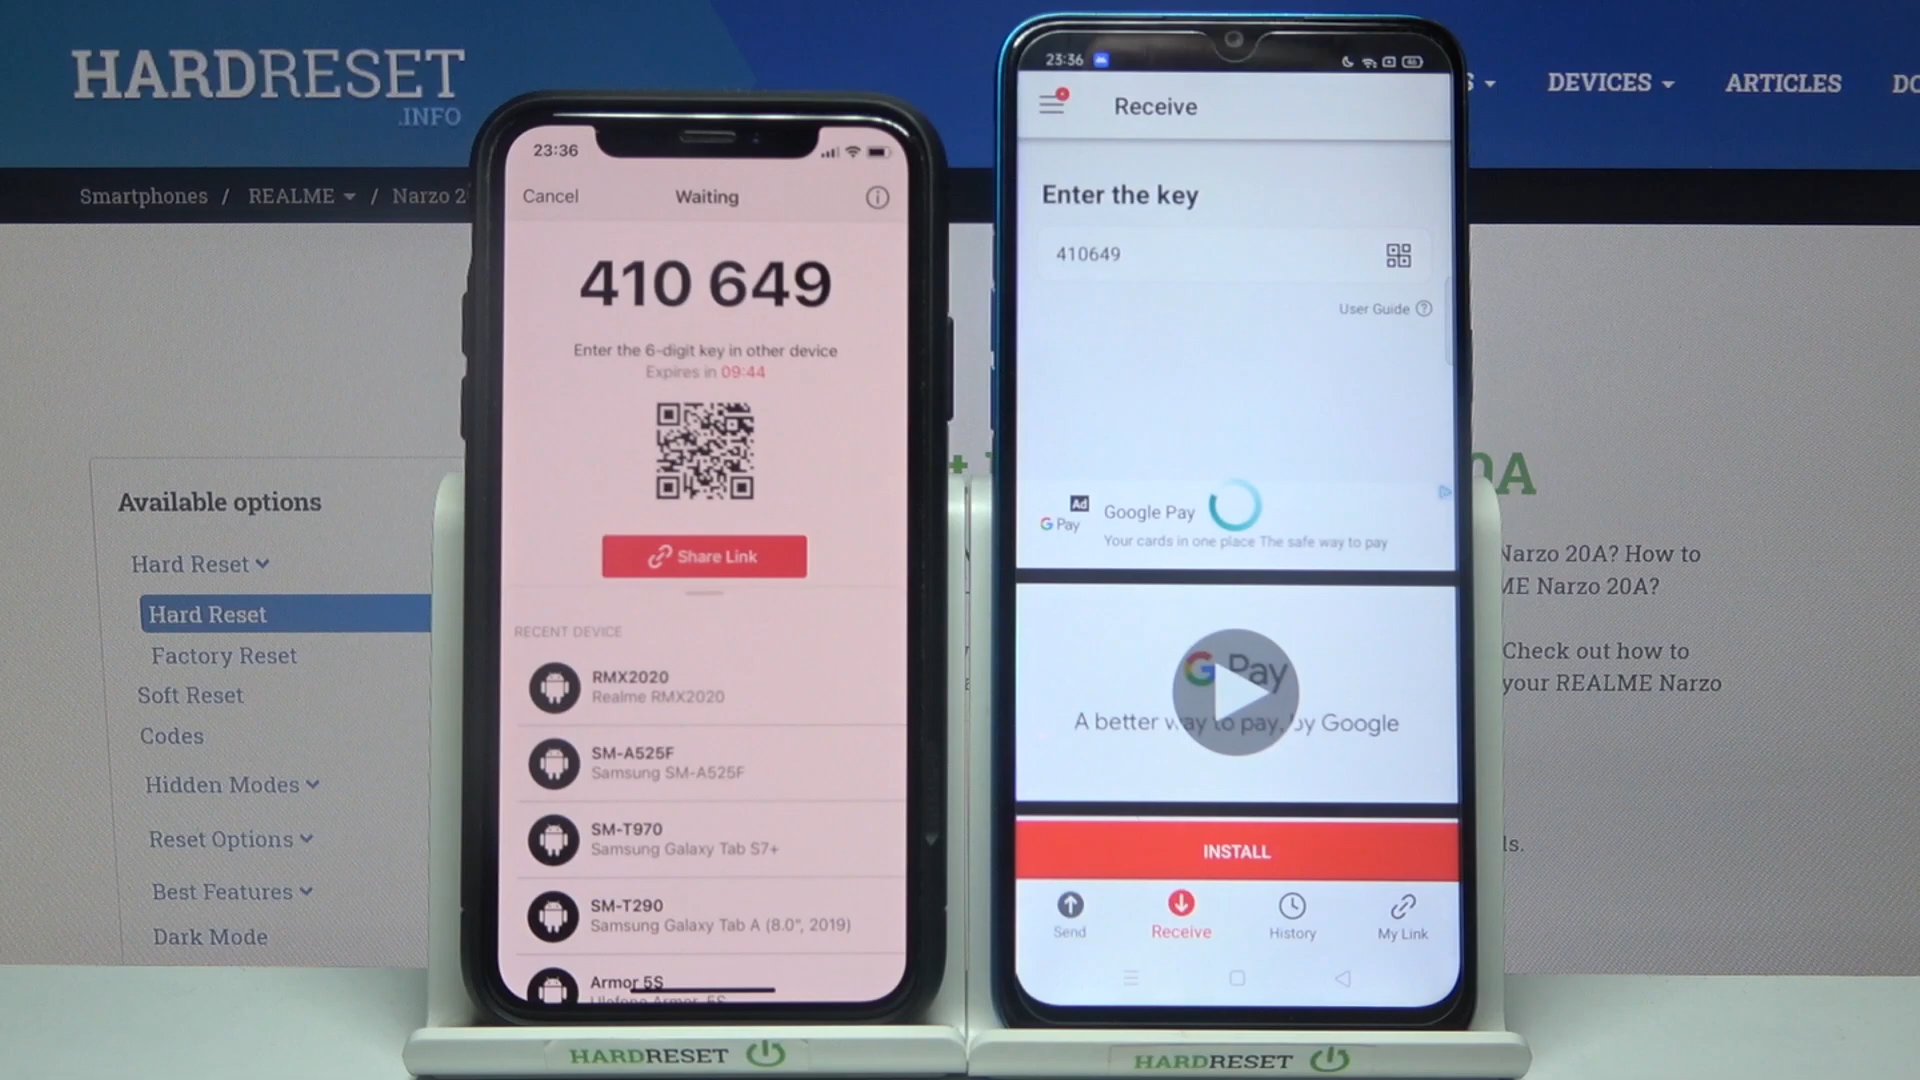 HARDRESET
.INFO
DEVICES
ARTICLES
Smartphones / REALME / Narzo 2
Available options
Hard Reset
Hard Reset
Factory Reset
Soft Reset
Codes
Hidden Modes
Reset Options
Best Features
Dark Mode
23:36
Cancel
Waiting
410 649
Enter the 6-digit key in other device
Expires in 09:44
Share Link
RECENT DEVICE
RMX2020
Realme RMX2020
SM-A525F
Samsung SM-A525F
SM-T970
Samsung Galaxy Tab S7+
SM-T290
Samsung Galaxy Tab A (8.0", 2019)
Armor 5S
Ulefone Armor 5S
HARDRESET
23:36
Receive
Enter the key
410649
User Guide
Ad
G Pay
Google Pay
Your cards in one place The safe way to pay
G Pay
A better way to pay, by Google
INSTALL
Send
Receive
History
My Link
HARDRESET
0A
Narzo 20A? How to
ME Narzo 20A?
Check out how to
your REALME Narzo
ls.